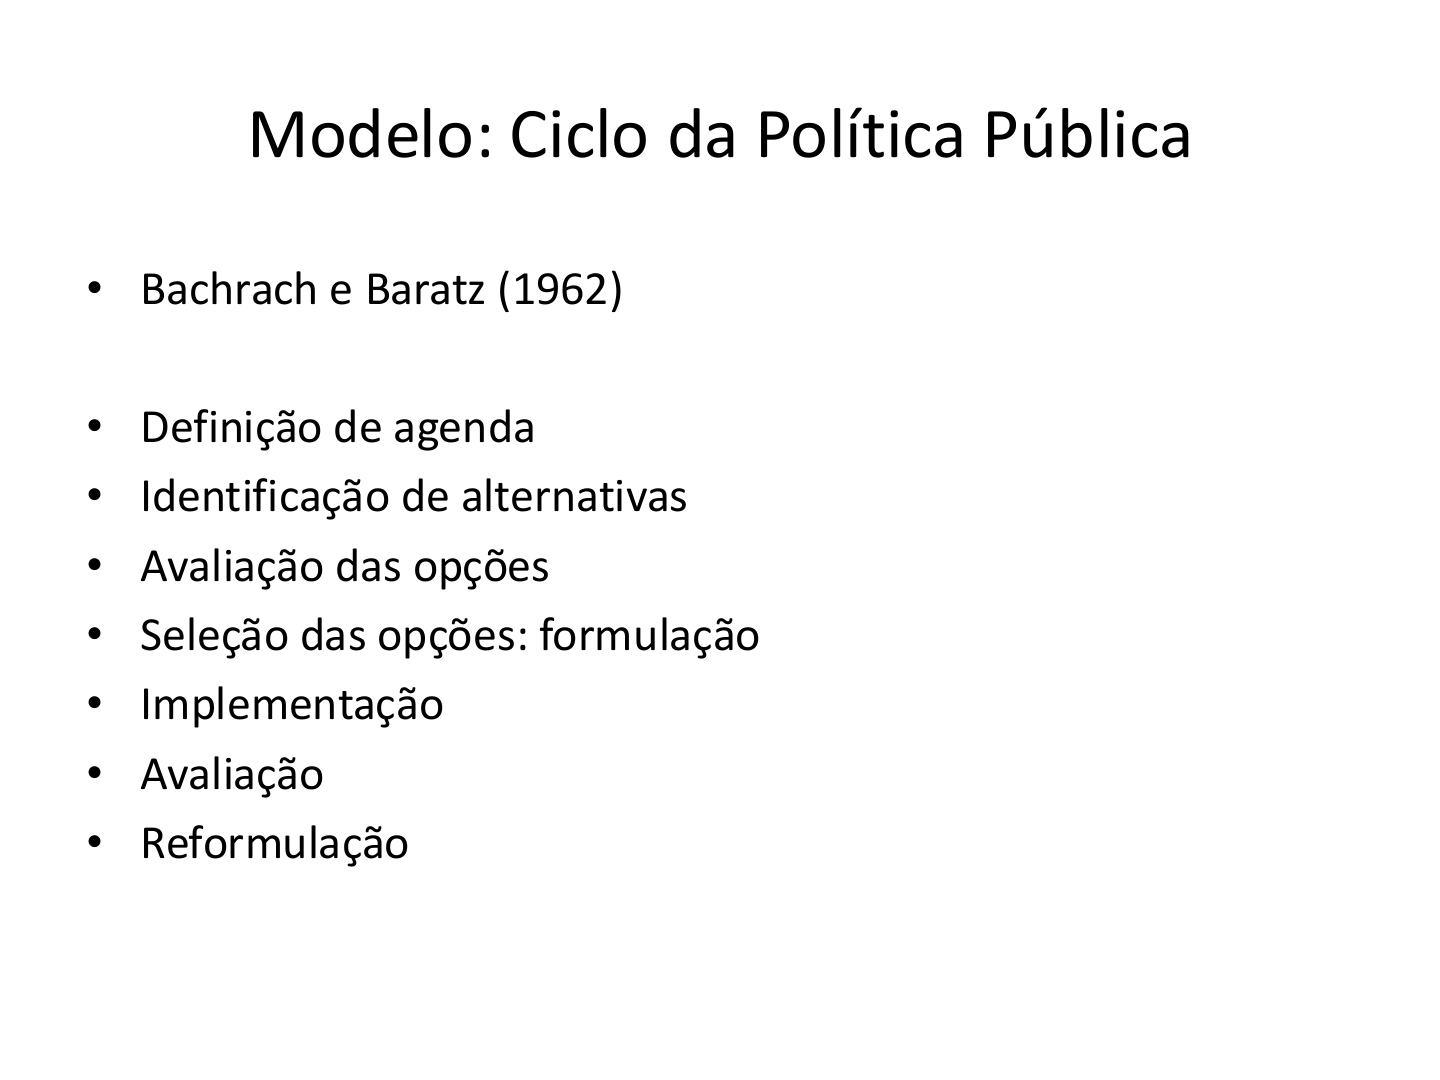 Modelo: Ciclo da Política Pública
• Bachrach e Baratz (1962)
• Definição de agenda
• Identificação de alternativas
• Avaliação das opções
• Seleção das opções: formulação
• Implementação
• Avaliação
• Reformulação